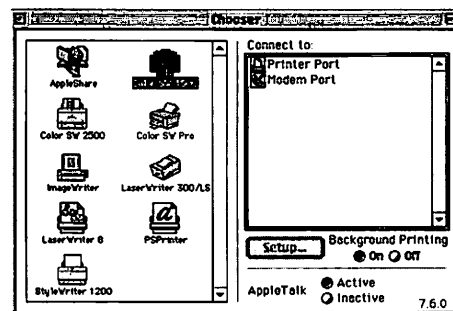 Chooser
AppleShare
Color SW 2500
Color SW Pro
ImageWriter
LaserWriter 300/LS
LaserWriter 8
PSPrinter
StyleWriter 1200
Connect to:
Printer Port
Modem Port
Setup...
Background Printing
On Off
AppleTalk
Active
Inactive
7.6.0